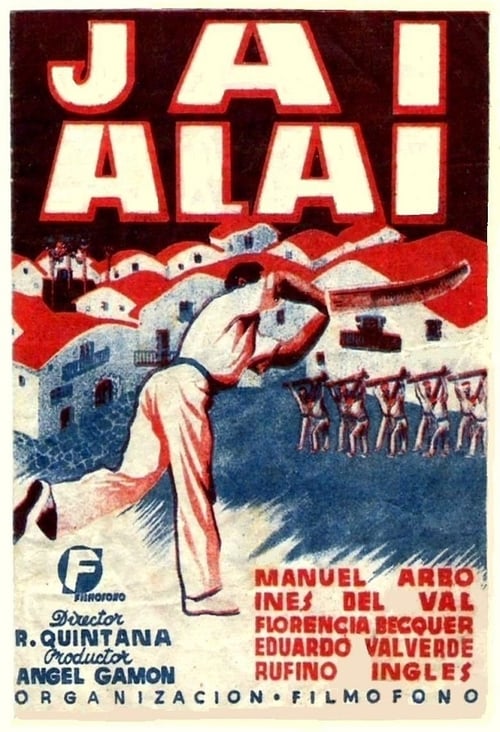 JAI
ALAI
F
FILMOFONO
Director
R. QUINTANA
Productor
ANGEL GAMON
MANUEL ARBO
INES DEL VAL
FLORENCIA BECQUER
EDUARDO VALVERDE
RUFINO INGLES
ORGANIZACION • FILMOFONO